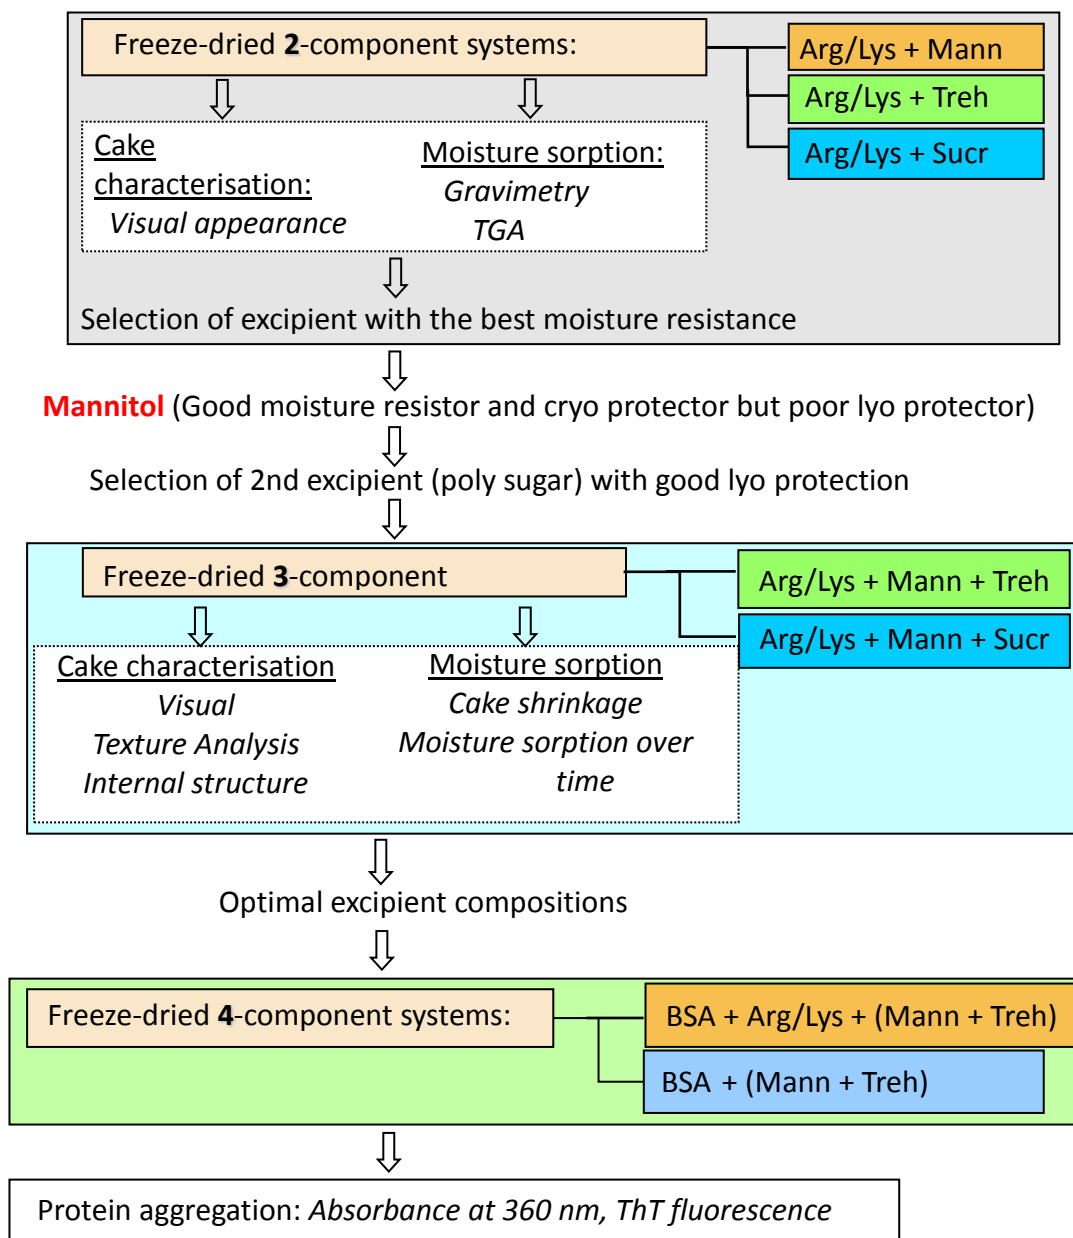 Freeze-dried 2-component systems:
Arg/Lys + Mann
Arg/Lys + Treh
Arg/Lys + Sucr
Cake
characterisation:
Visual appearance
Moisture sorption:
Gravimetry
TGA
Selection of excipient with the best moisture resistance
Mannitol (Good moisture resistor and cryo protector but poor lyo protector)
Selection of 2nd excipient (poly sugar) with good lyo protection
Freeze-dried 3-component
Arg/Lys + Mann + Treh
Arg/Lys + Mann + Sucr
Cake characterisation
Visual
Texture Analysis
Internal structure
Moisture sorption
Cake shrinkage
Moisture sorption over
time
Optimal excipient compositions
Freeze-dried 4-component systems:
BSA + Arg/Lys + (Mann + Treh)
BSA + (Mann + Treh)
Protein aggregation: Absorbance at 360 nm, ThT fluorescence